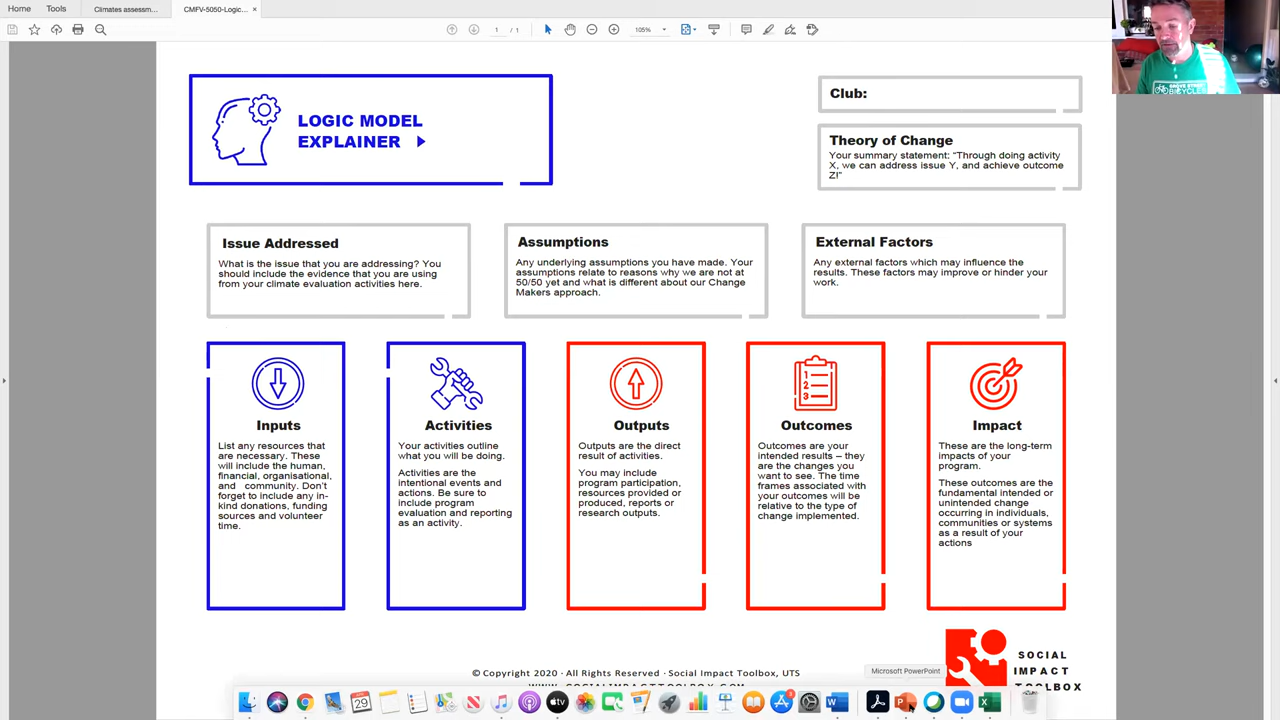 Home
Tools
Climates assessm...
CMFV-5050-Logic...
×
1 / 1
105%
LOGIC MODEL
EXPLAINER
Club:
Theory of Change
Your summary statement: “Through doing activity
X, we can address issue Y, and achieve outcome
Z!”
Issue Addressed
What is the issue that you are addressing? You
should include the evidence that you are using
from your climate evaluation activities here.
Assumptions
Any underlying assumptions you have made. Your
assumptions relate to reasons why we are not at
50/50 yet and what is different about our Change
Makers approach.
External Factors
Any external factors which may influence the
results. These factors may improve or hinder your
work.
Inputs
List any resources that
are necessary. These
will include the human,
financial, organisational,
and community. Don’t
forget to include any in-
kind donations, funding
sources and volunteer
time.
Activities
Your activities outline
what you will be doing.
Activities are the
intentional events and
actions. Be sure to
include program
evaluation and reporting
as an activity.
Outputs
Outputs are the direct
result of activities.
You may include
program participation,
resources provided or
produced, reports or
research outputs.
1
2
3
Outcomes
Outcomes are your
intended results – they
are the changes you
want to see. The time
frames associated with
your outcomes will be
relative to the type of
change implemented.
Impact
These are the long-term
impacts of your
program.
These outcomes are the
fundamental intended or
unintended change
occurring in individuals,
communities or systems
as a result of your
actions
© Copyright 2020 · All Rights Reserved · Social Impact Toolbox, UTS
SOCIAL
IMPACT
TOOLBOX
Microsoft PowerPoint
29
tv
3
W
P
X